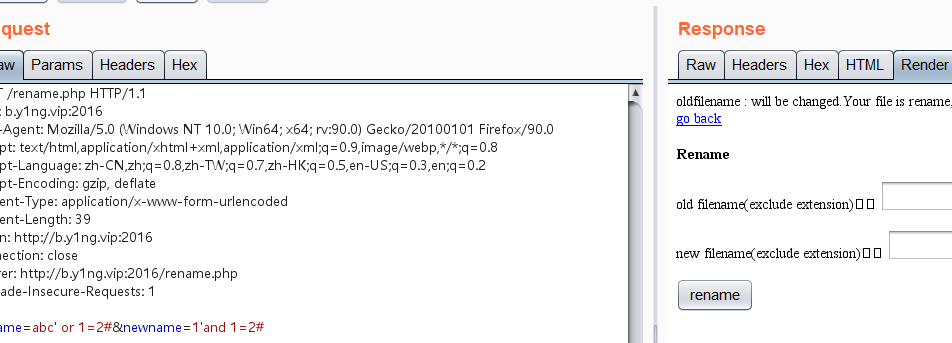 quest
Response
aw Params Headers Hex
Raw Headers Hex HTML Render
T /rename.php HTTP/1.1
: b.y1ng.vip:2016
-Agent: Mozilla/5.0 (Windows NT 10.0; Win64; x64; rv:90.0) Gecko/20100101 Firefox/90.0
pt: text/html,application/xhtml+xml,application/xml;q=0.9,image/webp,*/*;q=0.8
pt-Language: zh-CN,zh;q=0.8,zh-TW;q=0.7,zh-HK;q=0.5,en-US;q=0.3,en;q=0.2
pt-Encoding: gzip, deflate
ent-Type: application/x-www-form-urlencoded
ent-Length: 39
n: http://b.y1ng.vip:2016
nection: close
rer: http://b.y1ng.vip:2016/rename.php
ade-Insecure-Requests: 1
ame=abc' or 1=2#&newname=1'and 1=2#
oldfilename : will be changed.Your file is rename,
go back
Rename
old filename(exclude extension)
new filename(exclude extension)
rename